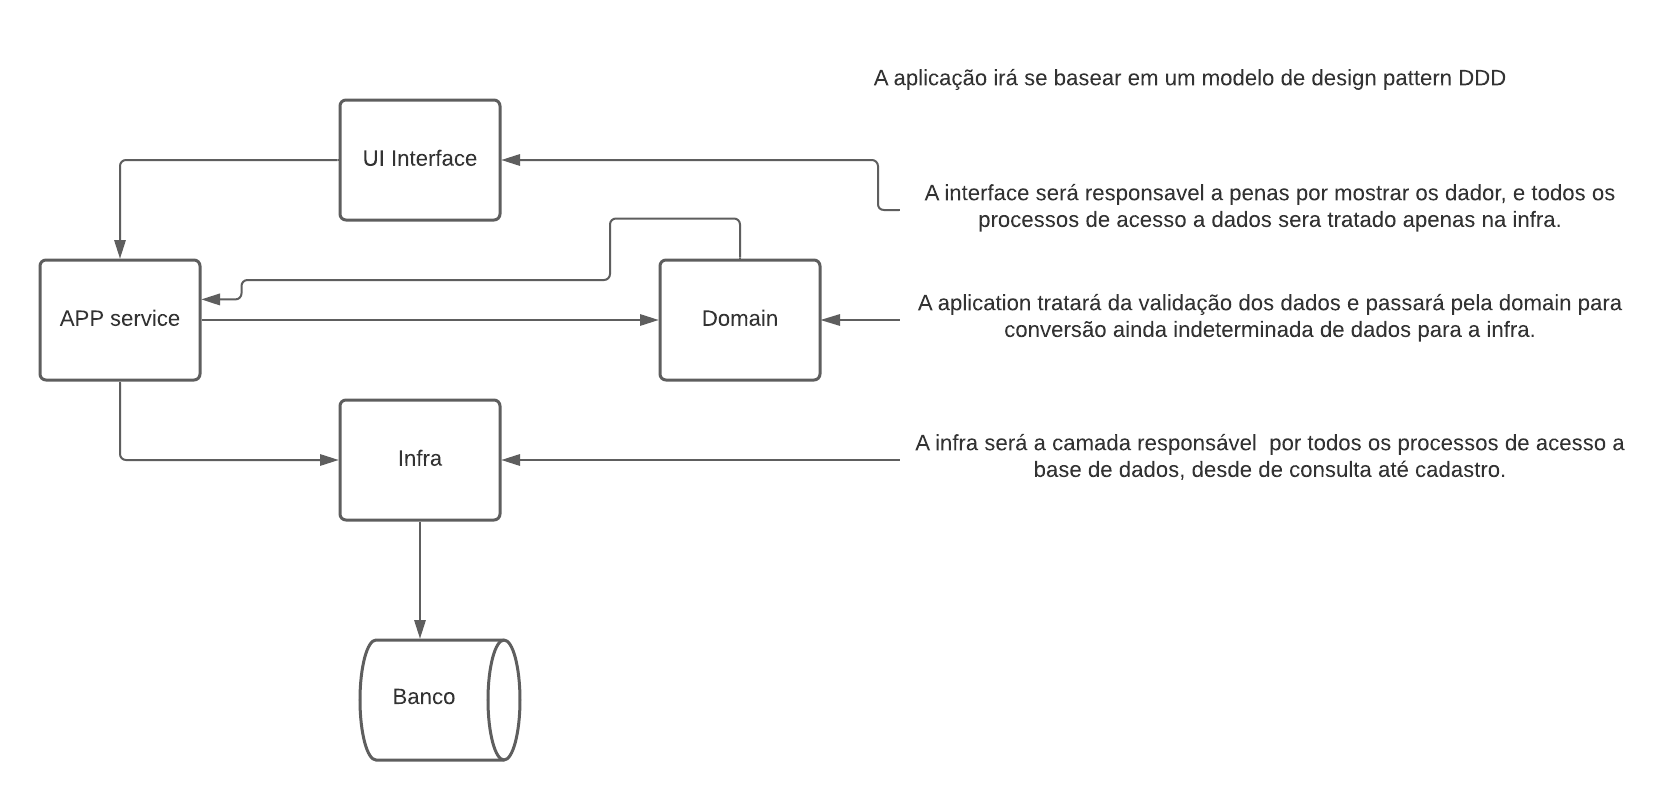 A aplicação irá se basear em um modelo de design pattern DDD
UI Interface
A interface será responsavel a penas por mostrar os dador, e todos os
processos de acesso a dados sera tratado apenas na infra.
APP service
Domain
A aplication tratará da validação dos dados e passará pela domain para
conversão ainda indeterminada de dados para a infra.
Infra
A infra será a camada responsável  por todos os processos de acesso a
base de dados, desde de consulta até cadastro.
Banco